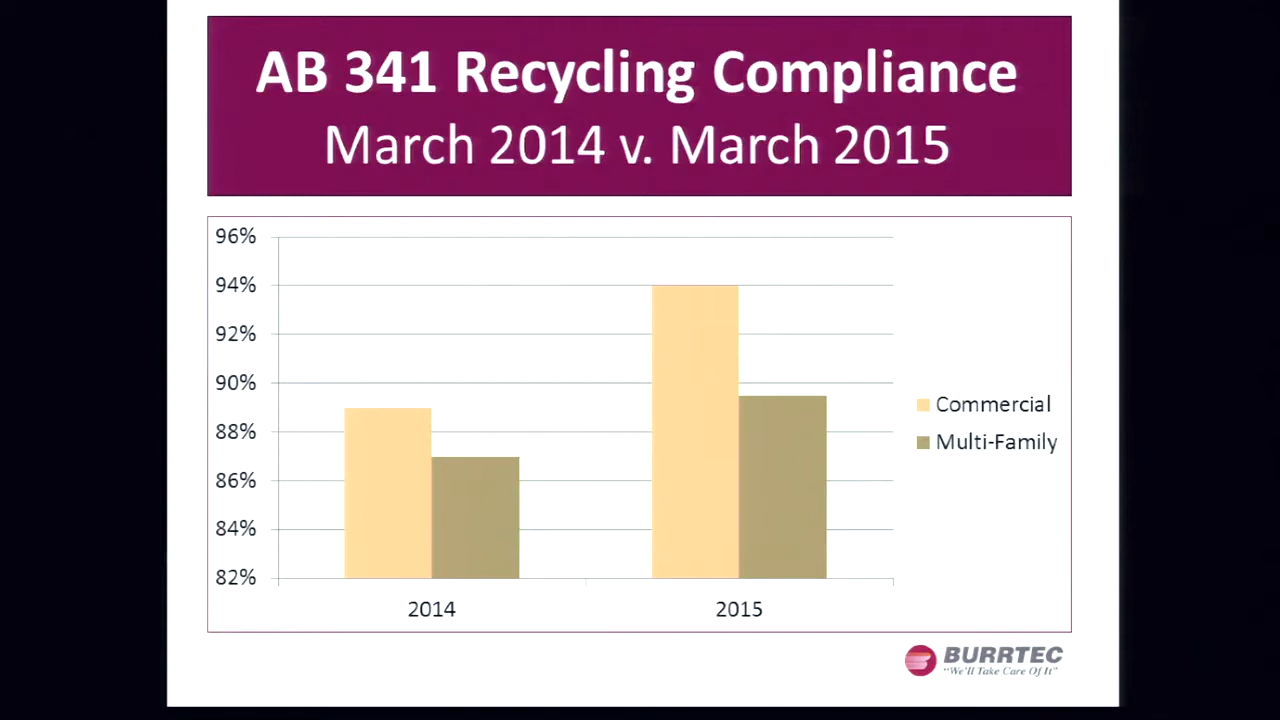 AB 341 Recycling Compliance
March 2014 v. March 2015
96%
94%
92%
90%
88%
86%
84%
82%
2014
2015
Commercial
Multi-Family
BURRTEC
"We'll Take Care Of It"